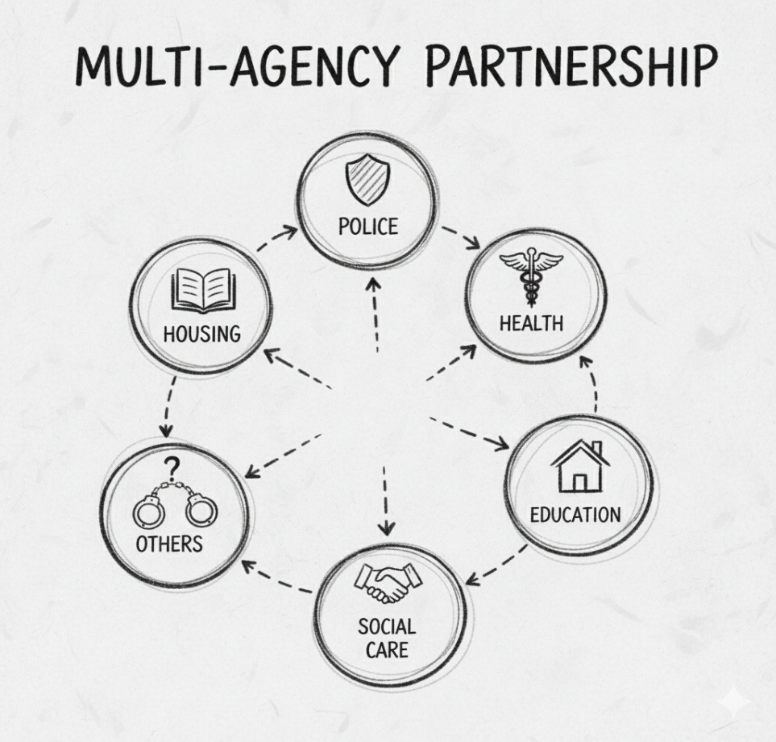 MULTI-AGENCY PARTNERSHIP
POLICE
HOUSING
HEALTH
?
OTHERS
EDUCATION
SOCIAL
CARE